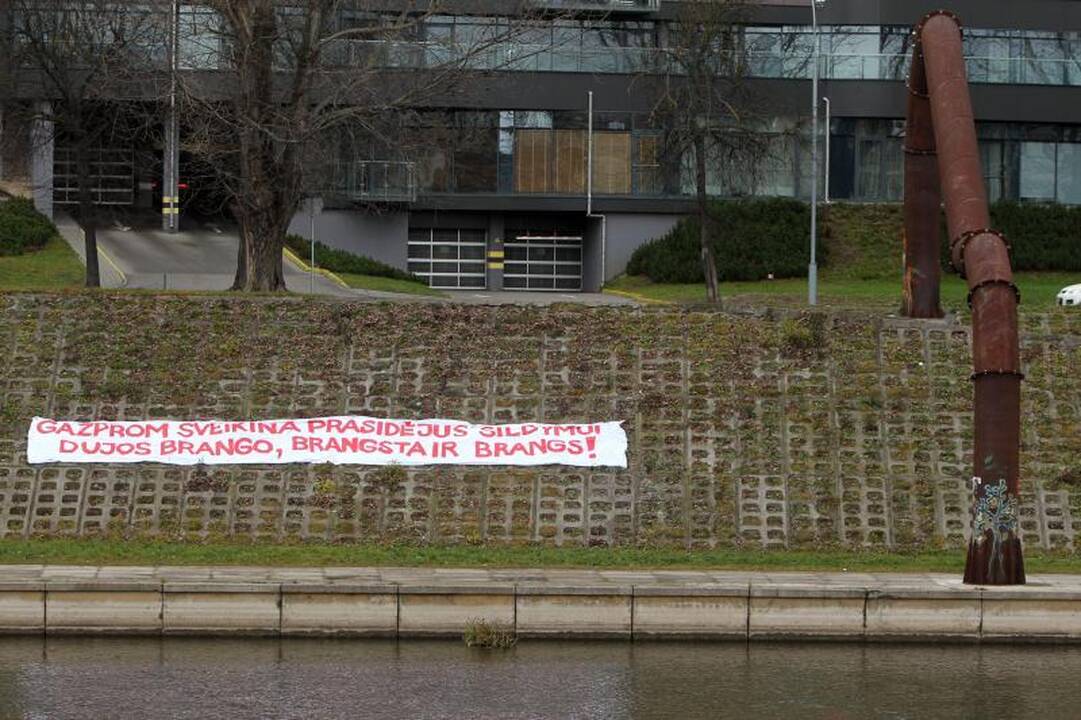 GAZPROM SVEIKINA PRASIDĖJUS ŠILDYMUI
DUJOS BRANGO, BRANGSTA IR BRANGS!